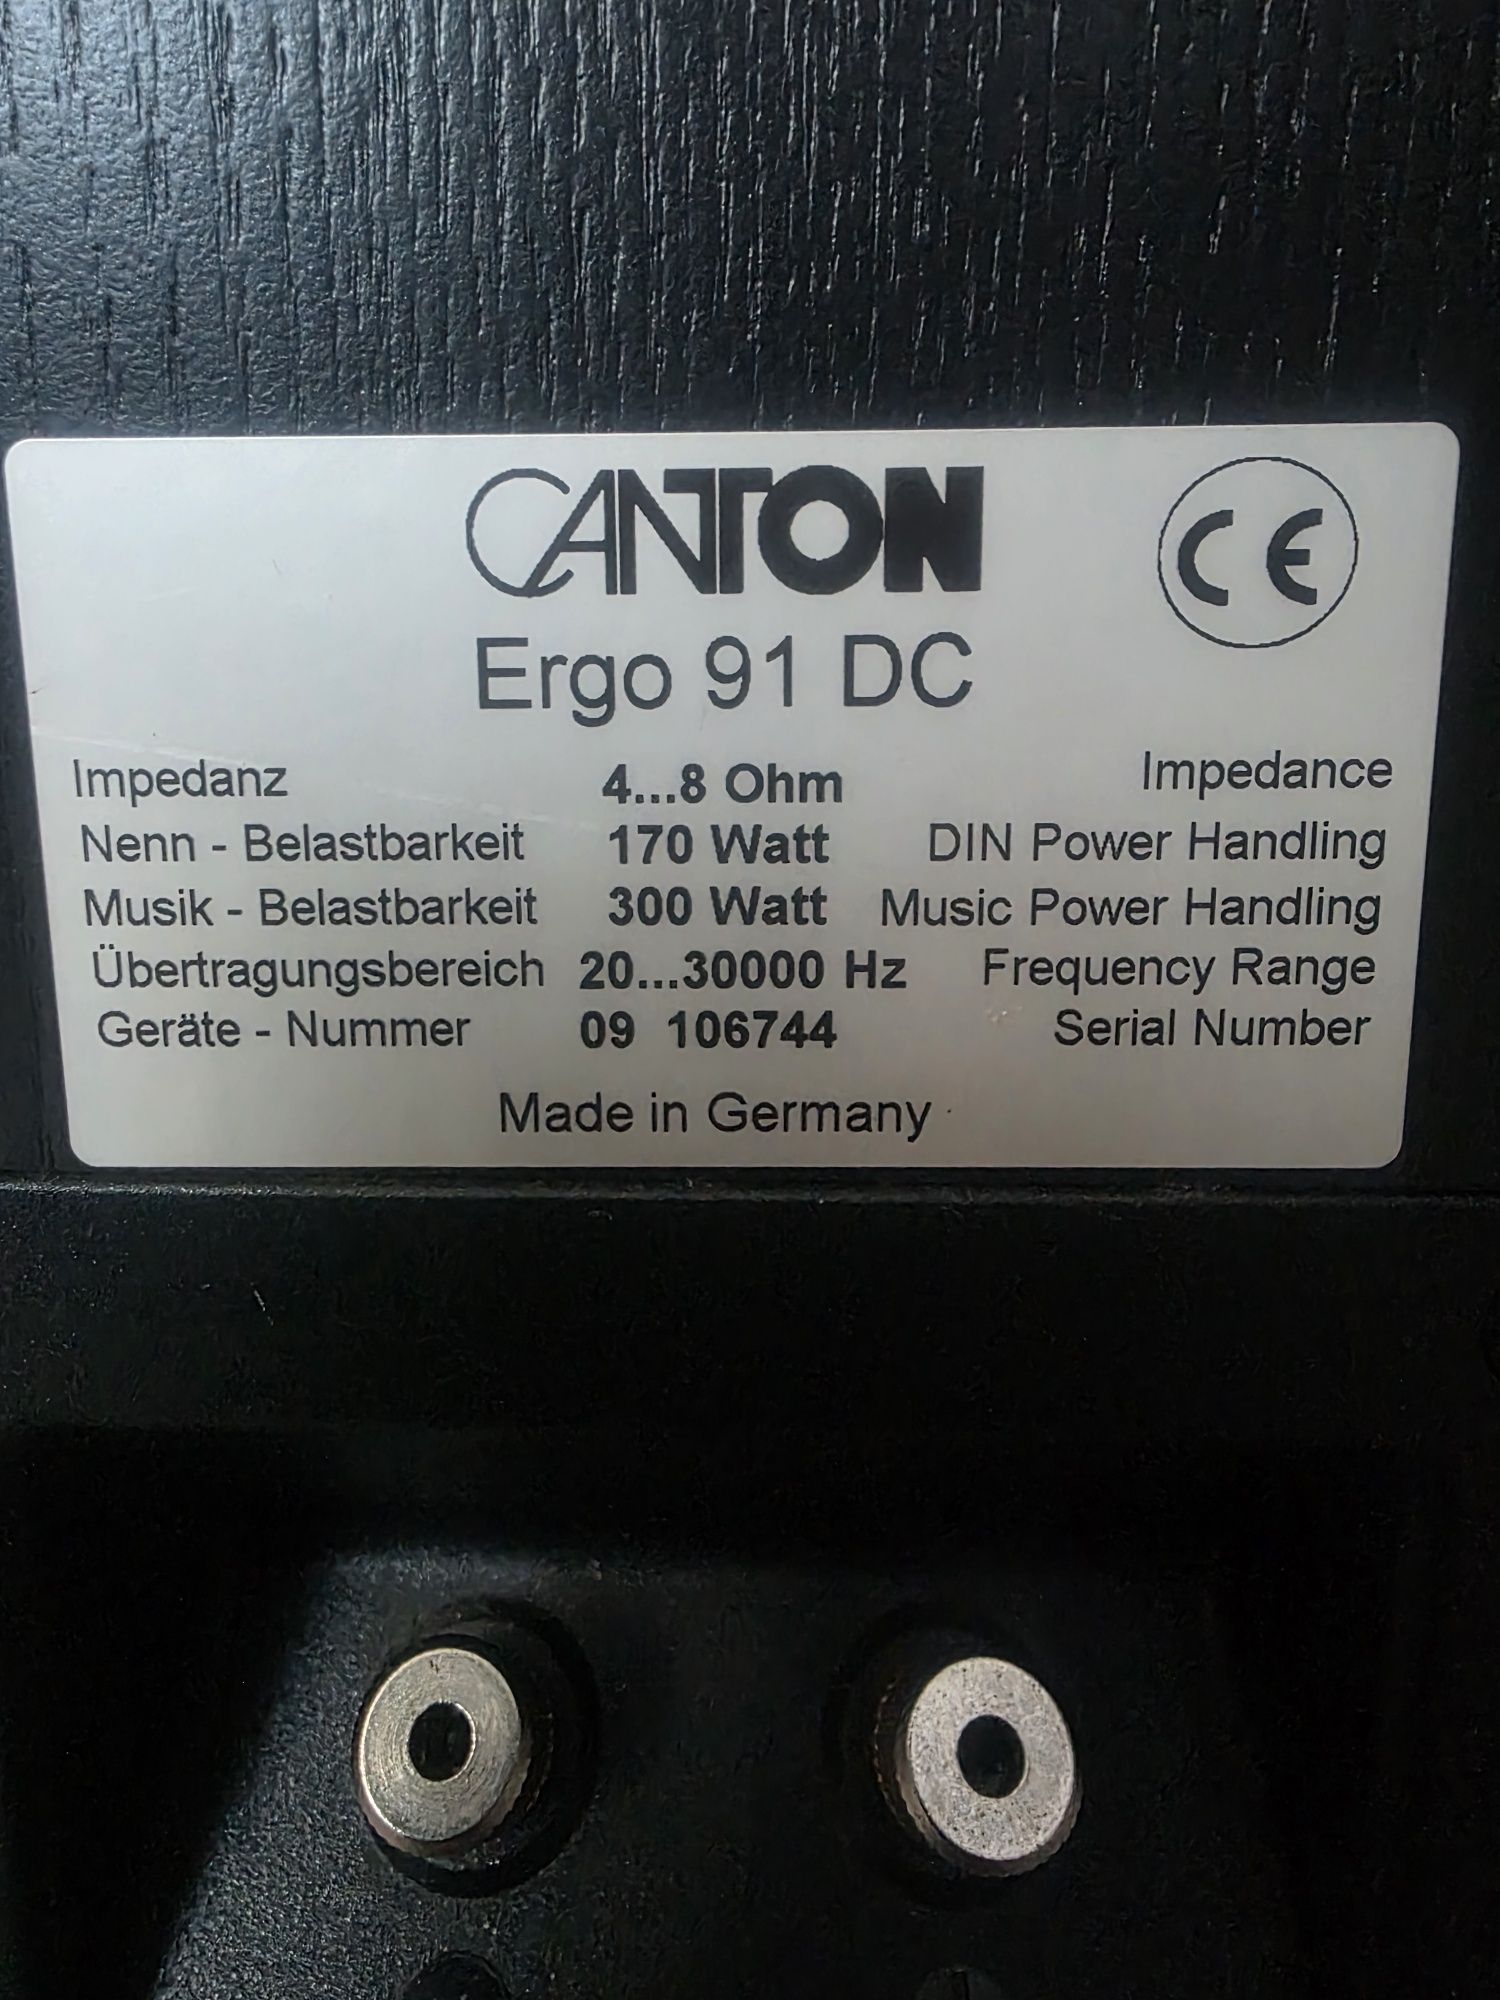 CANTON
CE
Ergo 91 DC
Impedanz 4...8 Ohm Impedance
Nenn - Belastbarkeit 170 Watt DIN Power Handling
Musik - Belastbarkeit 300 Watt Music Power Handling
Übertragungsbereich 20...30000 Hz Frequency Range
Geräte - Nummer 09 106744 Serial Number
Made in Germany